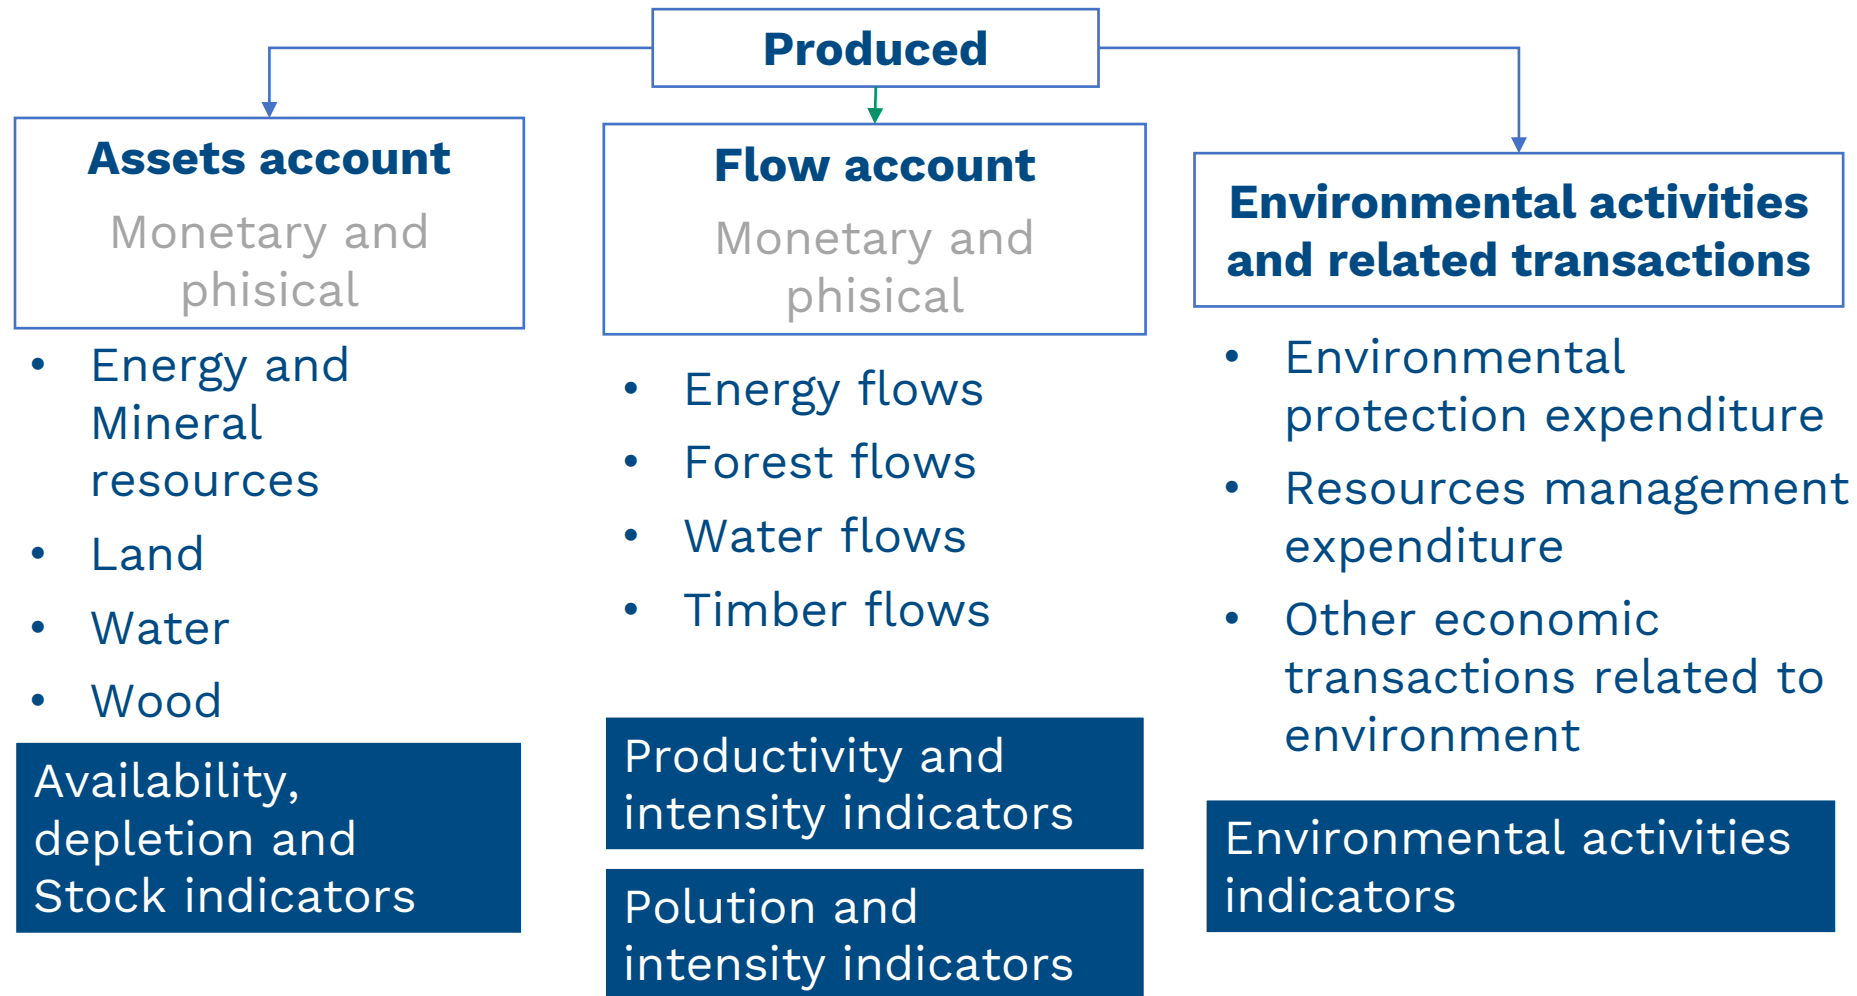 Produced
Assets account
Monetary and
phisical
• Energy and
Mineral
resources
• Land
• Water
• Wood
Availability,
depletion and
Stock indicators
Flow account
Monetary and
phisical
• Energy flows
• Forest flows
• Water flows
• Timber flows
Productivity and
intensity indicators
Polution and
intensity indicators
Environmental activities
and related transactions
• Environmental
protection expenditure
• Resources management
expenditure
• Other economic
transactions related to
environment
Environmental activities
indicators